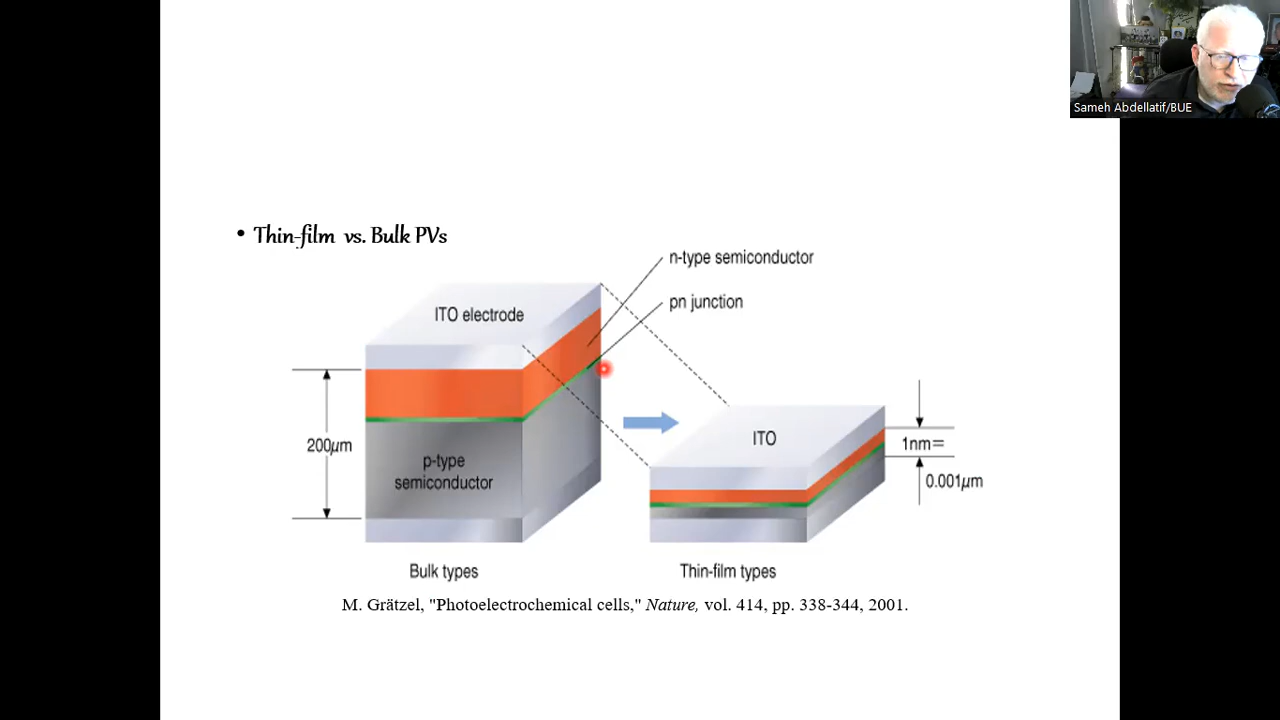 Sameh Abdellatif/BUE
• Thin-film vs. Bulk PVs
n-type semiconductor
pn junction
ITO electrode
200μm
p-type
semiconductor
ITO
1nm=
0.001μm
Bulk types
Thin-film types
M. Grätzel, "Photoelectrochemical cells," Nature, vol. 414, pp. 338-344, 2001.